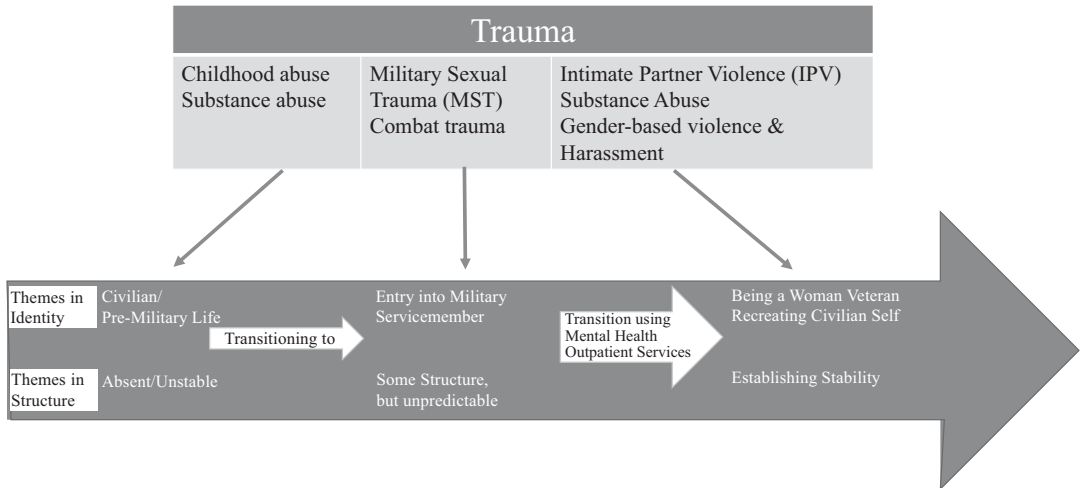 Trauma
Childhood abuse
Substance abuse
Military Sexual
Trauma (MST)
Combat trauma
Intimate Partner Violence (IPV)
Substance Abuse
Gender-based violence &
Harassment
Themes in
Identity
Civilian/
Pre-Military Life
Transitioning to
Entry into Military
Servicemember
Transition using
Mental Health
Outpatient Services
Being a Woman Veteran
Recreating Civilian Self
Themes in
Structure
Absent/Unstable
Some Structure,
but unpredictable
Establishing Stability